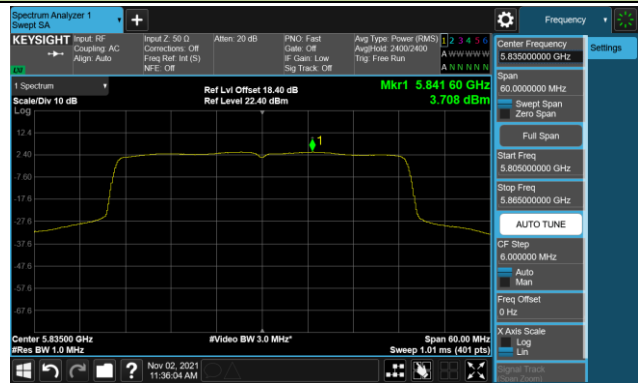 Spectrum Analyzer 1
Swept SA
Frequency
KEYSIGHT
Input: RF
Coupling: AC
Align: Auto
Input Z: 50 Ω
Corrections: Off
Freq Ref: Int (S)
NFE: Off
Atten: 20 dB
PNO: Fast
Gate: Off
IF Gain: Low
Sig Track: Off
Avg Type: Power (RMS)
Avg|Hold: 2400/2400
Trig: Free Run
1 2 3 4 5 6
A W W W W W
A N N N N N
1 Spectrum
Scale/Div 10 dB
Log
Ref Lvl Offset 18.40 dB
Ref Level 22.40 dBm
Mkr1 5.841 60 GHz
3.708 dBm
1
12.4
2.40
-7.60
-17.6
-27.6
-37.6
-47.6
-57.6
-67.6
Center 5.83500 GHz
#Res BW 1.0 MHz
#Video BW 3.0 MHz*
Span 60.00 MHz
Sweep 1.01 ms (401 pts)
Center Frequency
5.835000000 GHz
Settings
Span
60.0000000 MHz
Swept Span
Zero Span
Full Span
Start Freq
5.805000000 GHz
Stop Freq
5.865000000 GHz
AUTO TUNE
CF Step
6.000000 MHz
Auto
Man
Freq Offset
0 Hz
X Axis Scale
Log
Lin
Signal Track
(Span Zoom)
?
Nov 02, 2021
11:36:04 AM